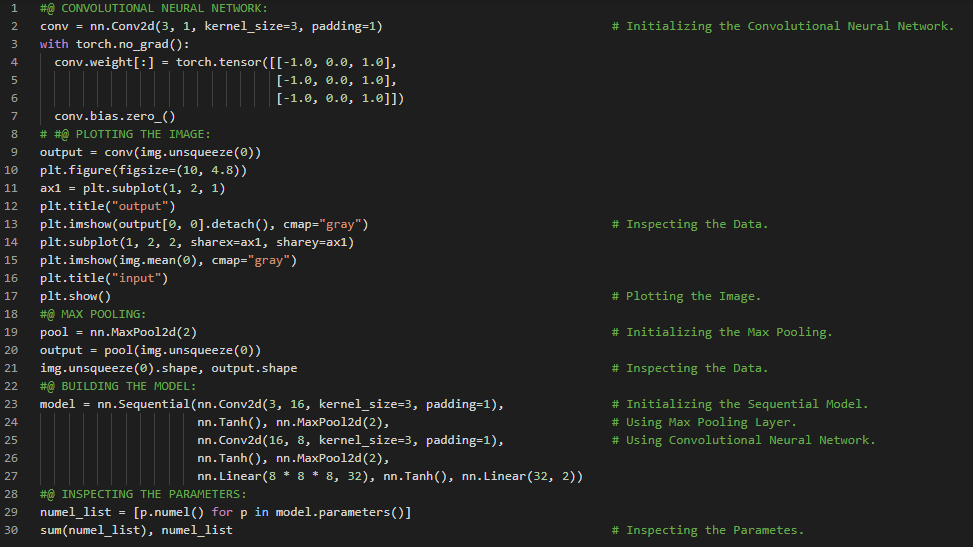 1 #@ CONVOLUTIONAL NEURAL NETWORK:
2 conv = nn.Conv2d(3, 1, kernel_size=3, padding=1) # Initializing the Convolutional Neural Network.
3 with torch.no_grad():
4 conv.weight[:] = torch.tensor([[-1.0, 0.0, 1.0],
5 [-1.0, 0.0, 1.0],
6 [-1.0, 0.0, 1.0]])
7 conv.bias.zero_()
8 # #@ PLOTTING THE IMAGE:
9 output = conv(img.unsqueeze(0))
10 plt.figure(figsize=(10, 4.8))
11 ax1 = plt.subplot(1, 2, 1)
12 plt.title("output")
13 plt.imshow(output[0, 0].detach(), cmap="gray") # Inspecting the Data.
14 plt.subplot(1, 2, 2, sharex=ax1, sharey=ax1)
15 plt.imshow(img.mean(0), cmap="gray")
16 plt.title("input")
17 plt.show() # Plotting the Image.
18 #@ MAX POOLING:
19 pool = nn.MaxPool2d(2) # Initializing the Max Pooling.
20 output = pool(img.unsqueeze(0))
21 img.unsqueeze(0).shape, output.shape # Inspecting the Data.
22 #@ BUILDING THE MODEL:
23 model = nn.Sequential(nn.Conv2d(3, 16, kernel_size=3, padding=1), # Initializing the Sequential Model.
24 nn.Tanh(), nn.MaxPool2d(2), # Using Max Pooling Layer.
25 nn.Conv2d(16, 8, kernel_size=3, padding=1), # Using Convolutional Neural Network.
26 nn.Tanh(), nn.MaxPool2d(2),
27 nn.Linear(8 * 8 * 8, 32), nn.Tanh(), nn.Linear(32, 2))
28 #@ INSPECTING THE PARAMETERS:
29 numel_list = [p.numel() for p in model.parameters()]
30 sum(numel_list), numel_list # Inspecting the Parametes.